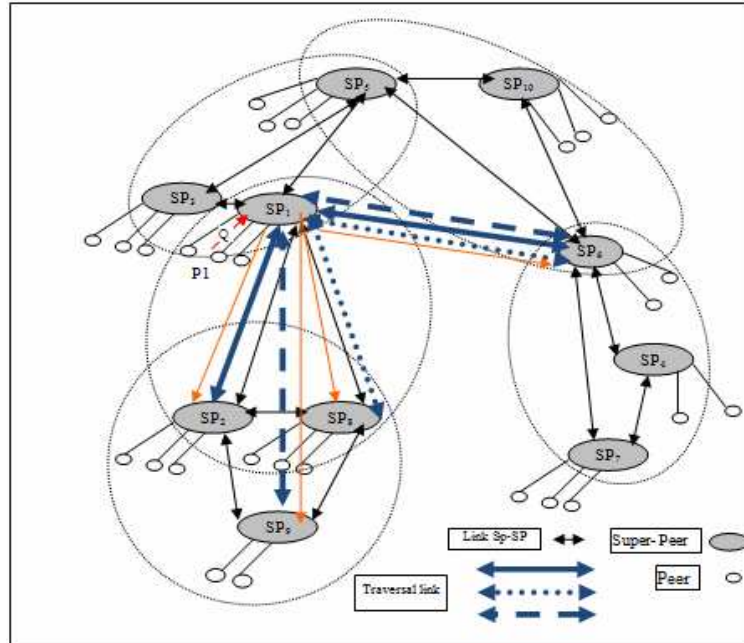 SP5
SP10
SP3
SP1
Q
P1
SP6
SP4
SP2
SP8
SP7
SP9
Link Sp-SP
Super-Peer
Peer
Traversal link